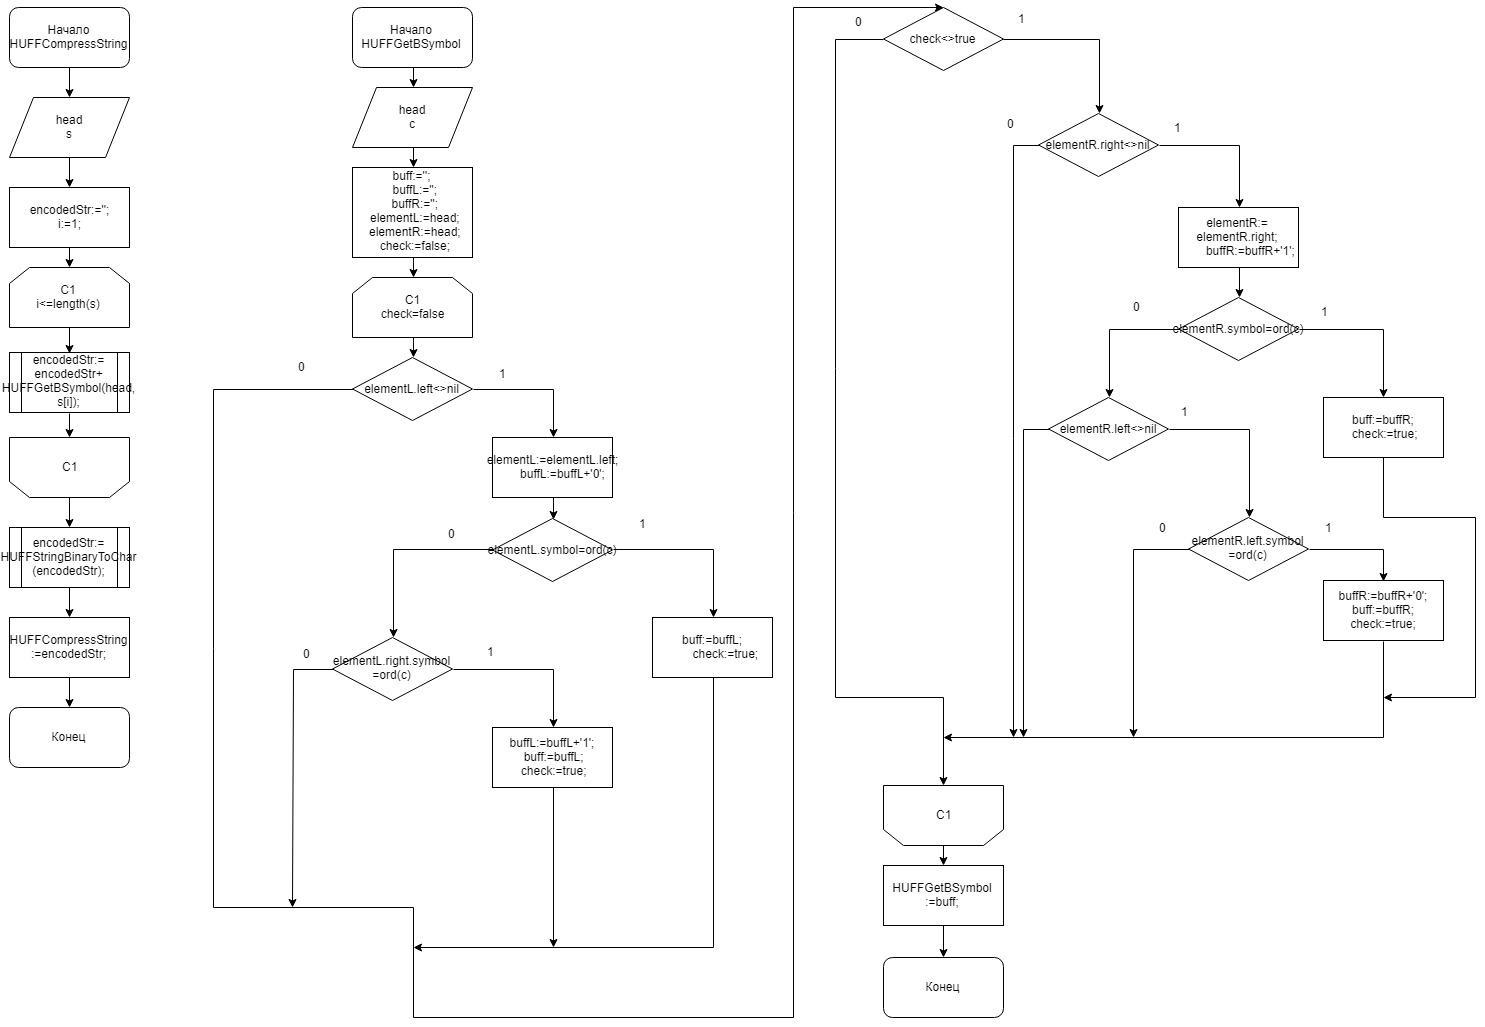 Начало
HUFFCompressString
head
s
encodedStr:='';
i:=1;
C1
i<=length(s)
encodedStr:=
encodedStr+
HUFFGetBSymbol(head,
s[i]);
C1
encodedStr:=
HUFFStringBinaryToChar
(encodedStr);
HUFFCompressString
:=encodedStr;
Конец
Начало
HUFFGetBSymbol
head
c
buff:='';
buffL:='';
buffR:='';
elementL:=head;
elementR:=head;
check:=false;
C1
check=false
0
elementL.left<>nil
1
elementL:=elementL.left;
buffL:=buffL+'0';
0
elementL.symbol=ord(c)
1
buff:=buffL;
check:=true;
0
elementL.right.symbol
=ord(c)
1
buffL:=buffL+'1';
buff:=buffL;
check:=true;
0
check<>true
1
0
elementR.right<>nil
1
elementR:=
elementR.right;
buffR:=buffR+'1';
0
elementR.symbol=ord(c)
1
buff:=buffR;
check:=true;
elementR.left<>nil
1
0
elementR.left.symbol
=ord(c)
1
buffR:=buffR+'0';
buff:=buffR;
check:=true;
C1
HUFFGetBSymbol
:=buff;
Конец